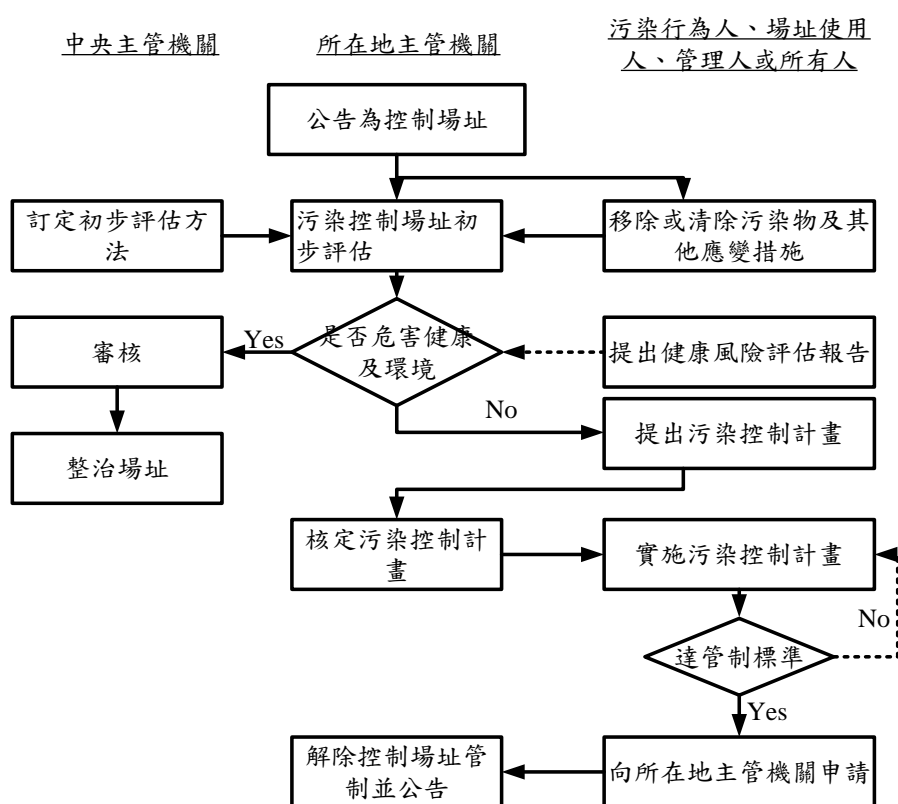 中央主管機關
所在地主管機關
污染行為人、場址使用
人、管理人或所有人
公告為控制場址
訂定初步評估方
法
污染控制場址初
步評估
移除或清除污染物及其
他應變措施
是否危害健康
及環境
Yes
審核
提出健康風險評估報告
No
提出污染控制計畫
整治場址
核定污染控制計
畫
實施污染控制計畫
No
達管制標準
Yes
解除控制場址管
制並公告
向所在地主管機關申請